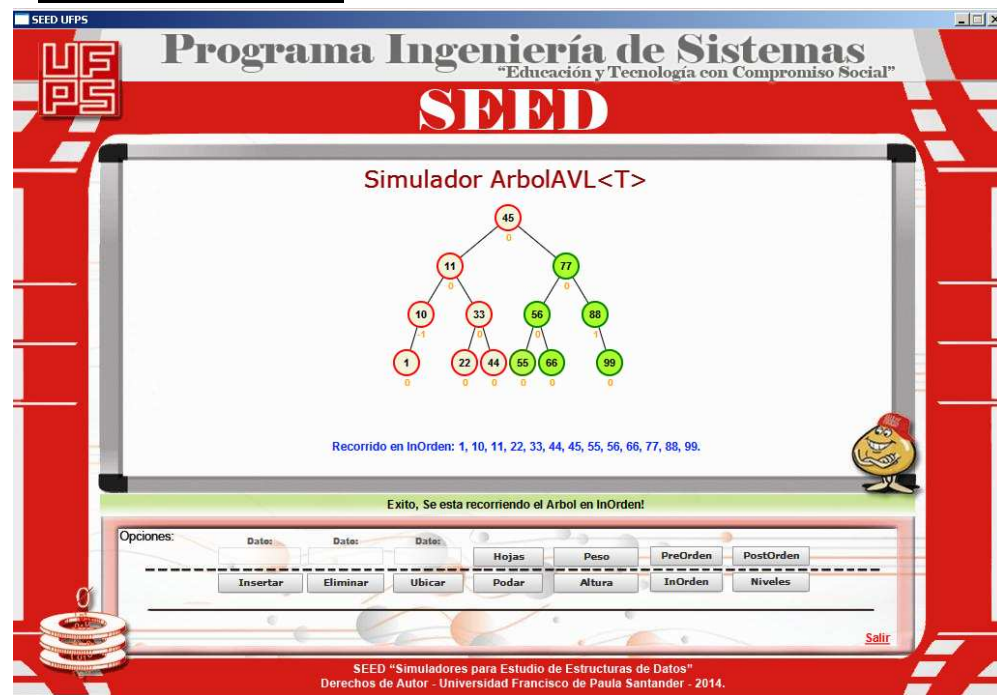 SEED UFPS
UFPS
Programa Ingeniería de Sistemas
“Educación y Tecnología con Compromiso Social”
SEED
Simulador ArbolAVL<T>
45
0
11 77
0 0
10 33 56 88
-1 0 0 1
1 22 44 55 66 99
0 0 0 0 0 0
Recorrido en InOrden: 1, 10, 11, 22, 33, 44, 45, 55, 56, 66, 77, 88, 99.
Exito, Se esta recorriendo el Arbol en InOrden!
Opciones:
Dato: Dato: Dato:
Hojas Peso PreOrden PostOrden
Insertar Eliminar Ubicar Podar Altura InOrden Niveles
Salir
SEED “Simuladores para Estudio de Estructuras de Datos”
Derechos de Autor - Universidad Francisco de Paula Santander - 2014.